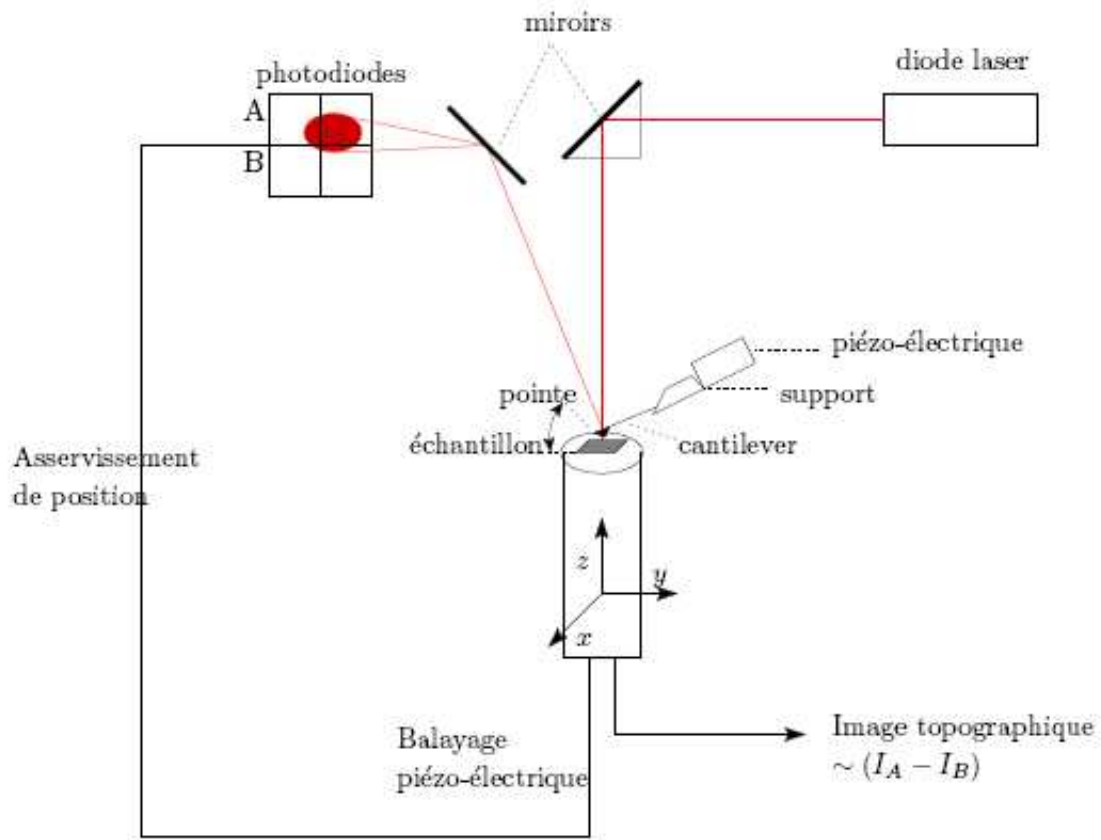 miroirs
photodiodes
diode laser
A
B
piézo-électrique
pointe
support
échantillon
cantilever
Asservissement
de position
z
y
x
Balayage
piézo-électrique
Image topographique
∼ (I_A − I_B)